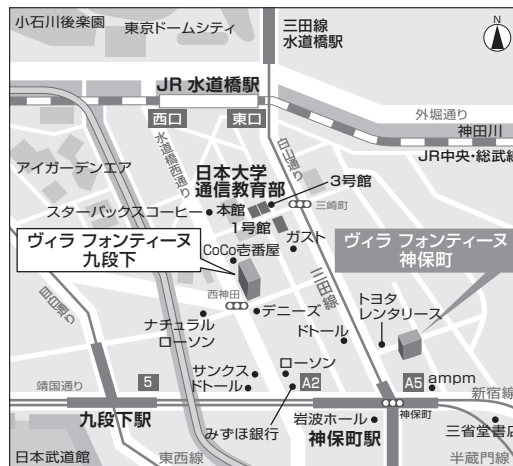 小石川後楽園
東京ドームシティ
三田線
水道橋駅
N
JR 水道橋駅
西口
東口
外堀通り
神田川
JR中央・総武線
水道橋西通り
白山通り
アイガーデンエア
日本大学
通信教育部
3号館
三崎町
スターバックスコーヒー
本館
1号館
ガスト
ヴィラ フォンティーヌ
九段下
CoCo壱番屋
ヴィラ フォンティーヌ
神保町
三田線
目白通り
西神田
デニーズ
トヨタ
レンタリース
ナチュラル
ローソン
ドトール
サンクス
ドトール
ローソン
靖国通り
5
A2
A5
ampm
新宿線
九段下駅
みずほ銀行
岩波ホール
神保町
神保町駅
三省堂書店
日本武道館
東西線
半蔵門線